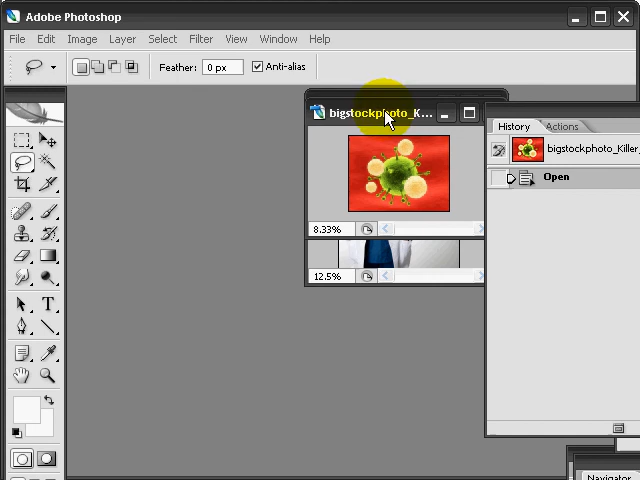 Adobe Photoshop
File Edit Image Layer Select Filter View Window Help
Feather: 0 px Anti-alias
bigstockphoto_K...
History Actions
bigstockphoto_Killer_
Open
8.33%
12.5%
Navigator